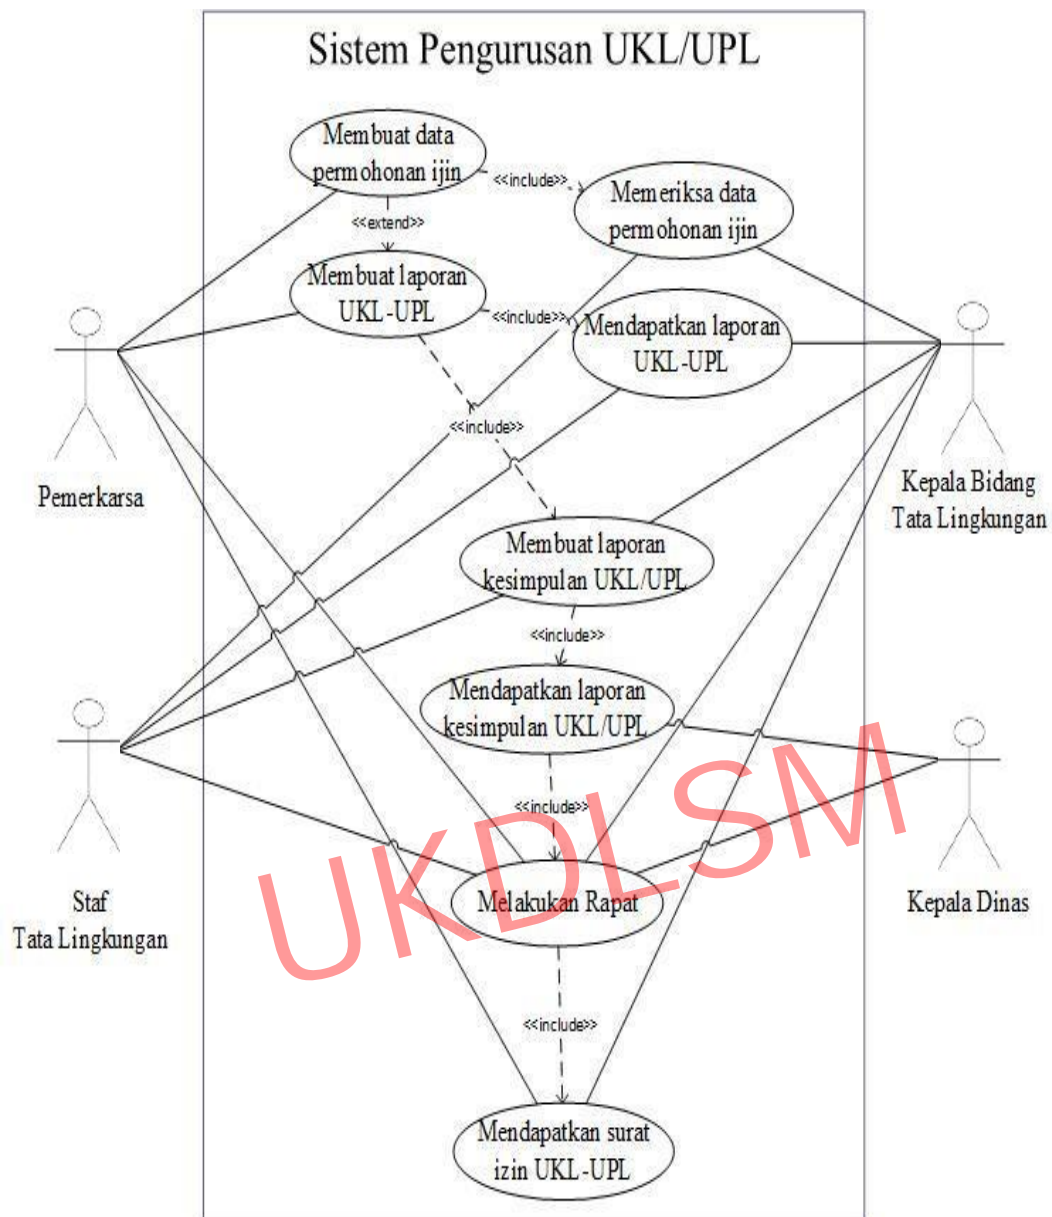 Sistem Pengurusan UKL/UPL
Membuat data
permohonan ijin
<<include>>
Memeriksa data
permohonan ijin
<<extend>>
Membuat laporan
UKL-UPL
<<include>>
Mendapatkan laporan
UKL-UPL
<<include>>
Pemerkarsa
Kepala Bidang
Tata Lingkungan
Membuat laporan
kesimpulan UKL/UPL
<<include>>
Mendapatkan laporan
kesimpulan UKL/UPL
<<include>>
Staf
Tata Lingkungan
Melakukan Rapat
Kepala Dinas
UKDLSM
<<include>>
Mendapatkan surat
izin UKL-UPL